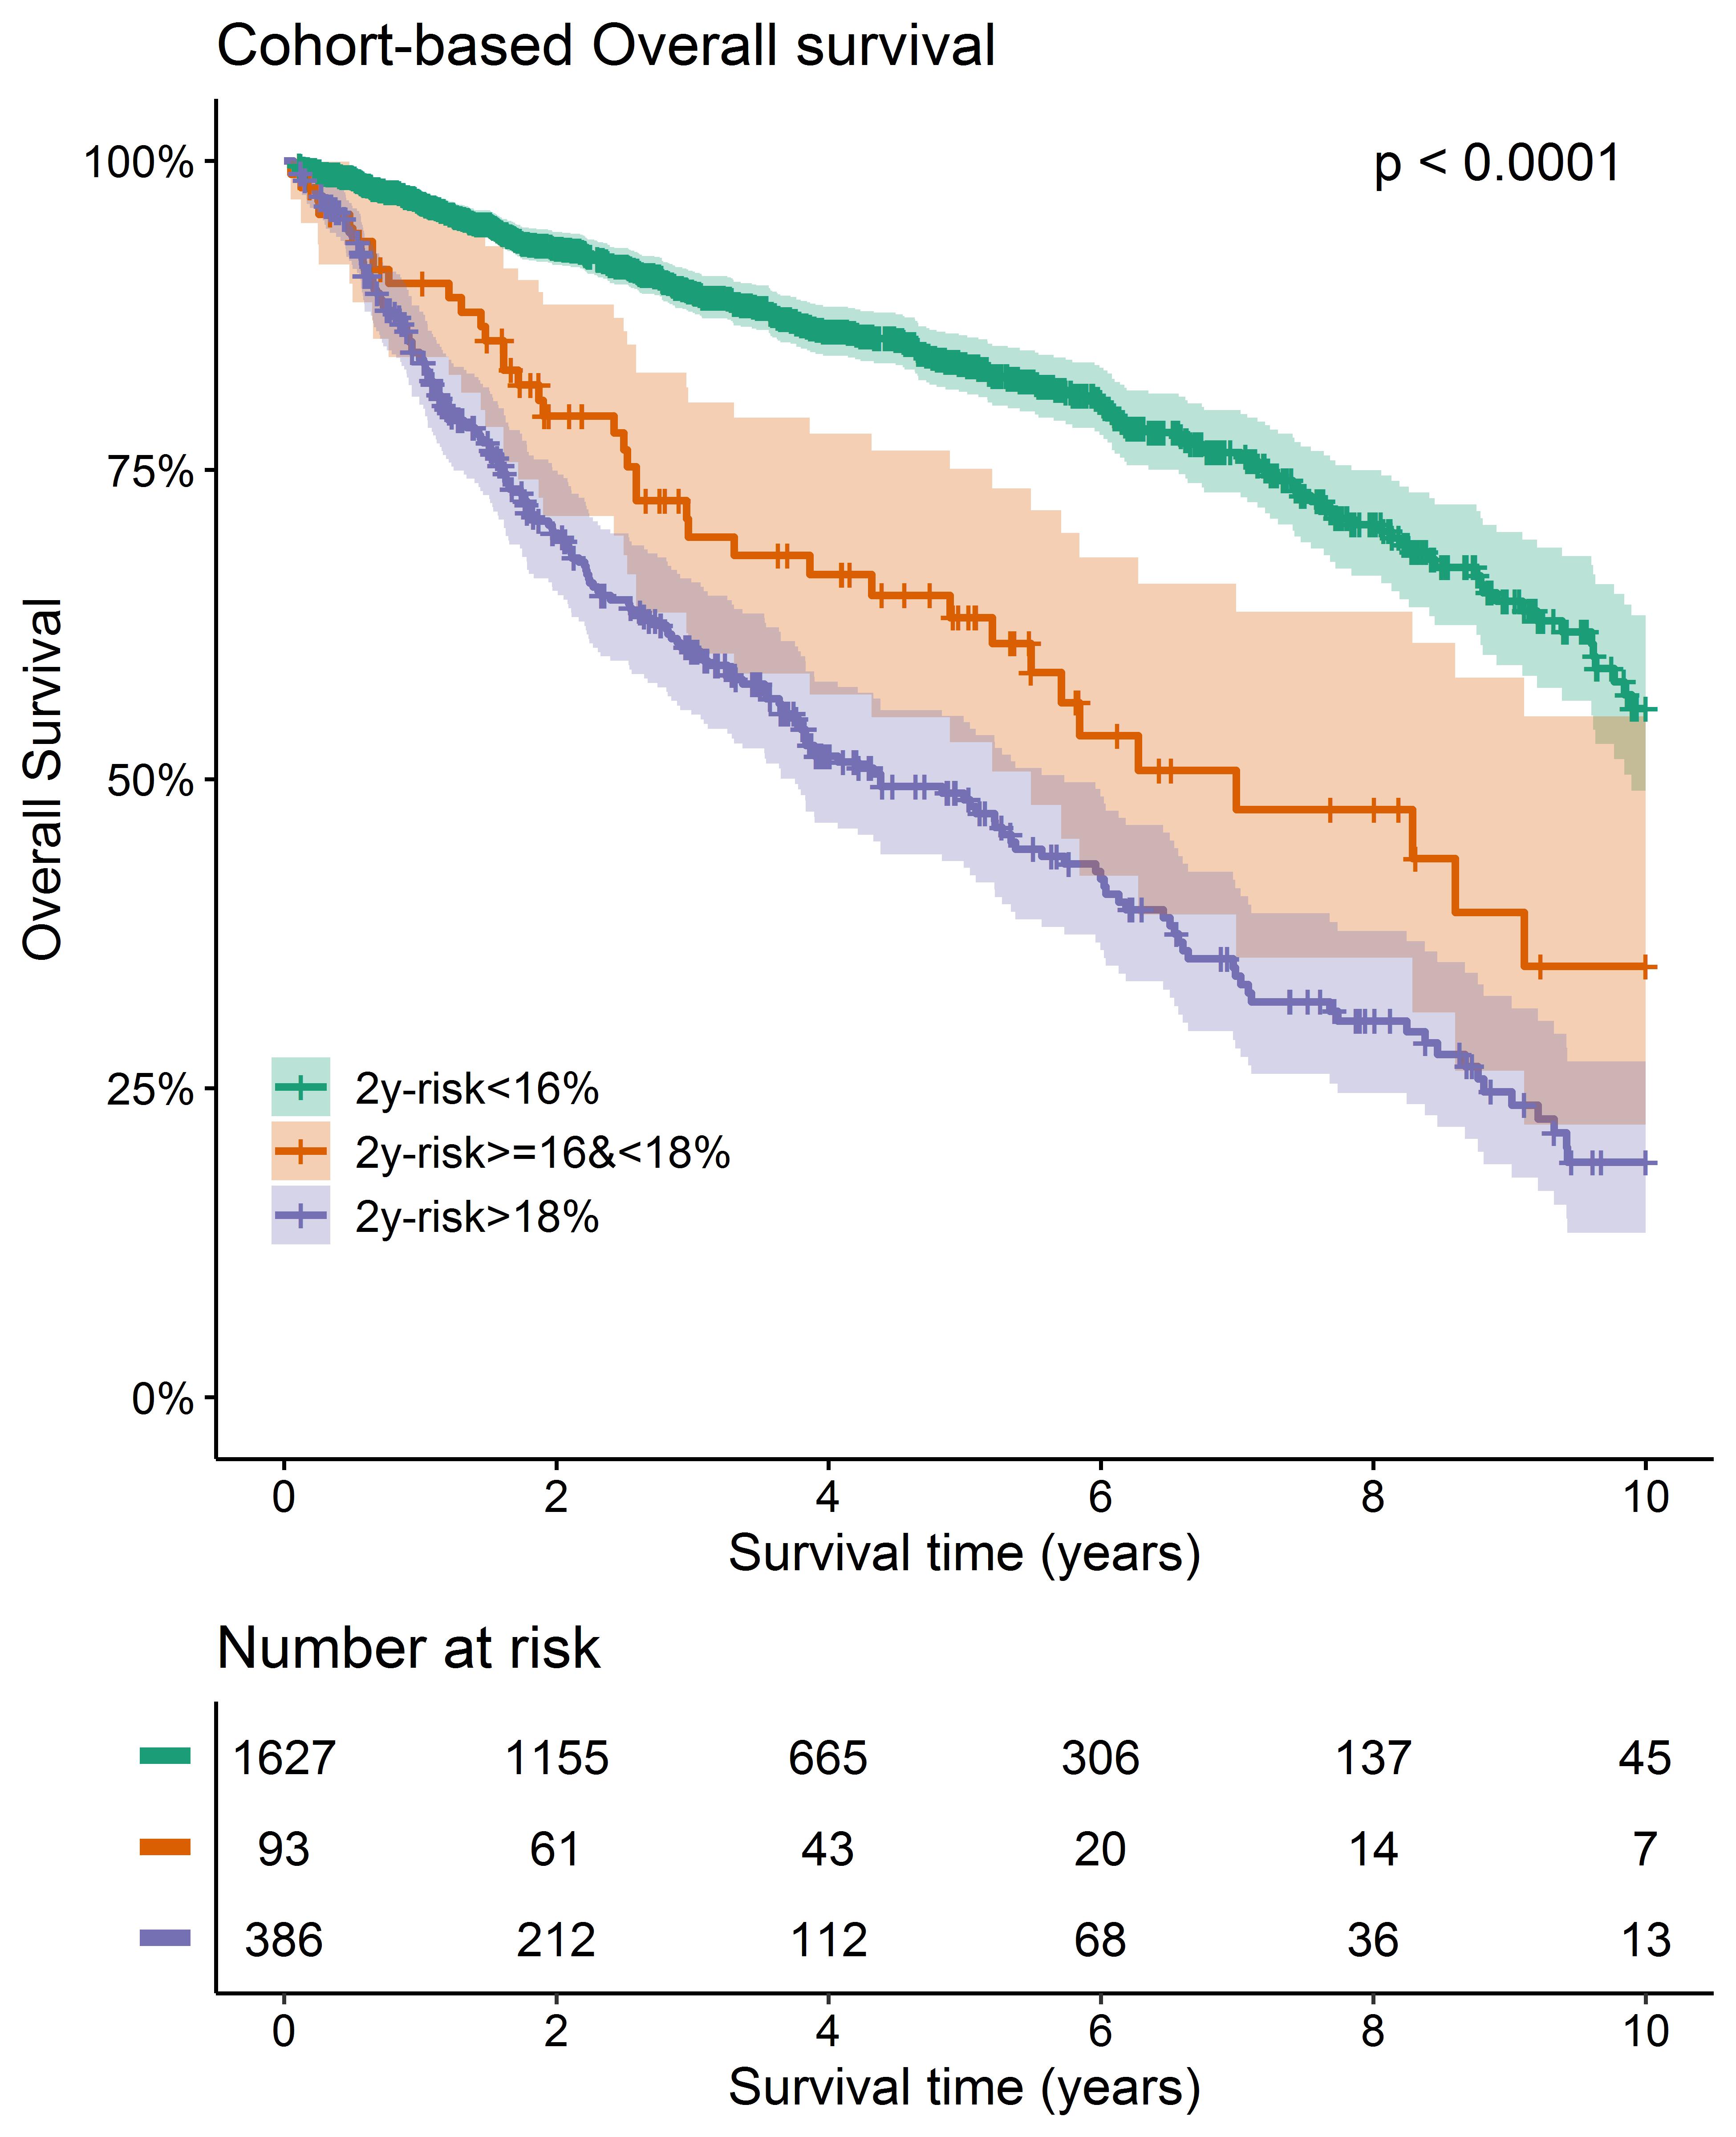 Cohort-based Overall survival
p < 0.0001
100%
75%
50%
25%
0%
Overall Survival
2y-risk<16%
2y-risk>=16&<18%
2y-risk>18%
0 2 4 6 8 10
Survival time (years)
Number at risk
1627 1155 665 306 137 45
93 61 43 20 14 7
386 212 112 68 36 13
0 2 4 6 8 10
Survival time (years)